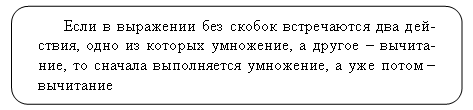 Если в выражении без скобок встречаются два дей-
ствия, одно из которых умножение, а другое – вычита-
ние, то сначала выполняется умножение, а уже потом –
вычитание